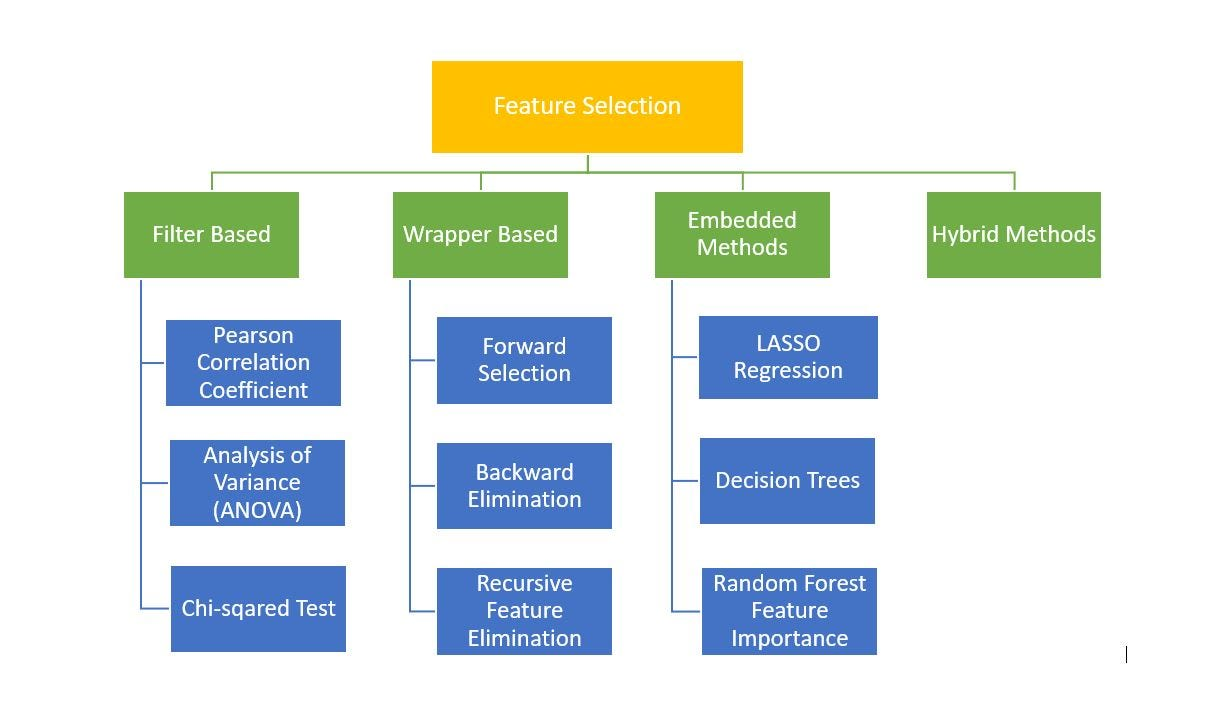 Feature Selection
Filter Based
Wrapper Based
Embedded
Methods
Hybrid Methods
Pearson
Correlation
Coefficient
Analysis of
Variance
(ANOVA)
Chi-sqared Test
Forward
Selection
Backward
Elimination
Recursive
Feature
Elimination
LASSO
Regression
Decision Trees
Random Forest
Feature
Importance